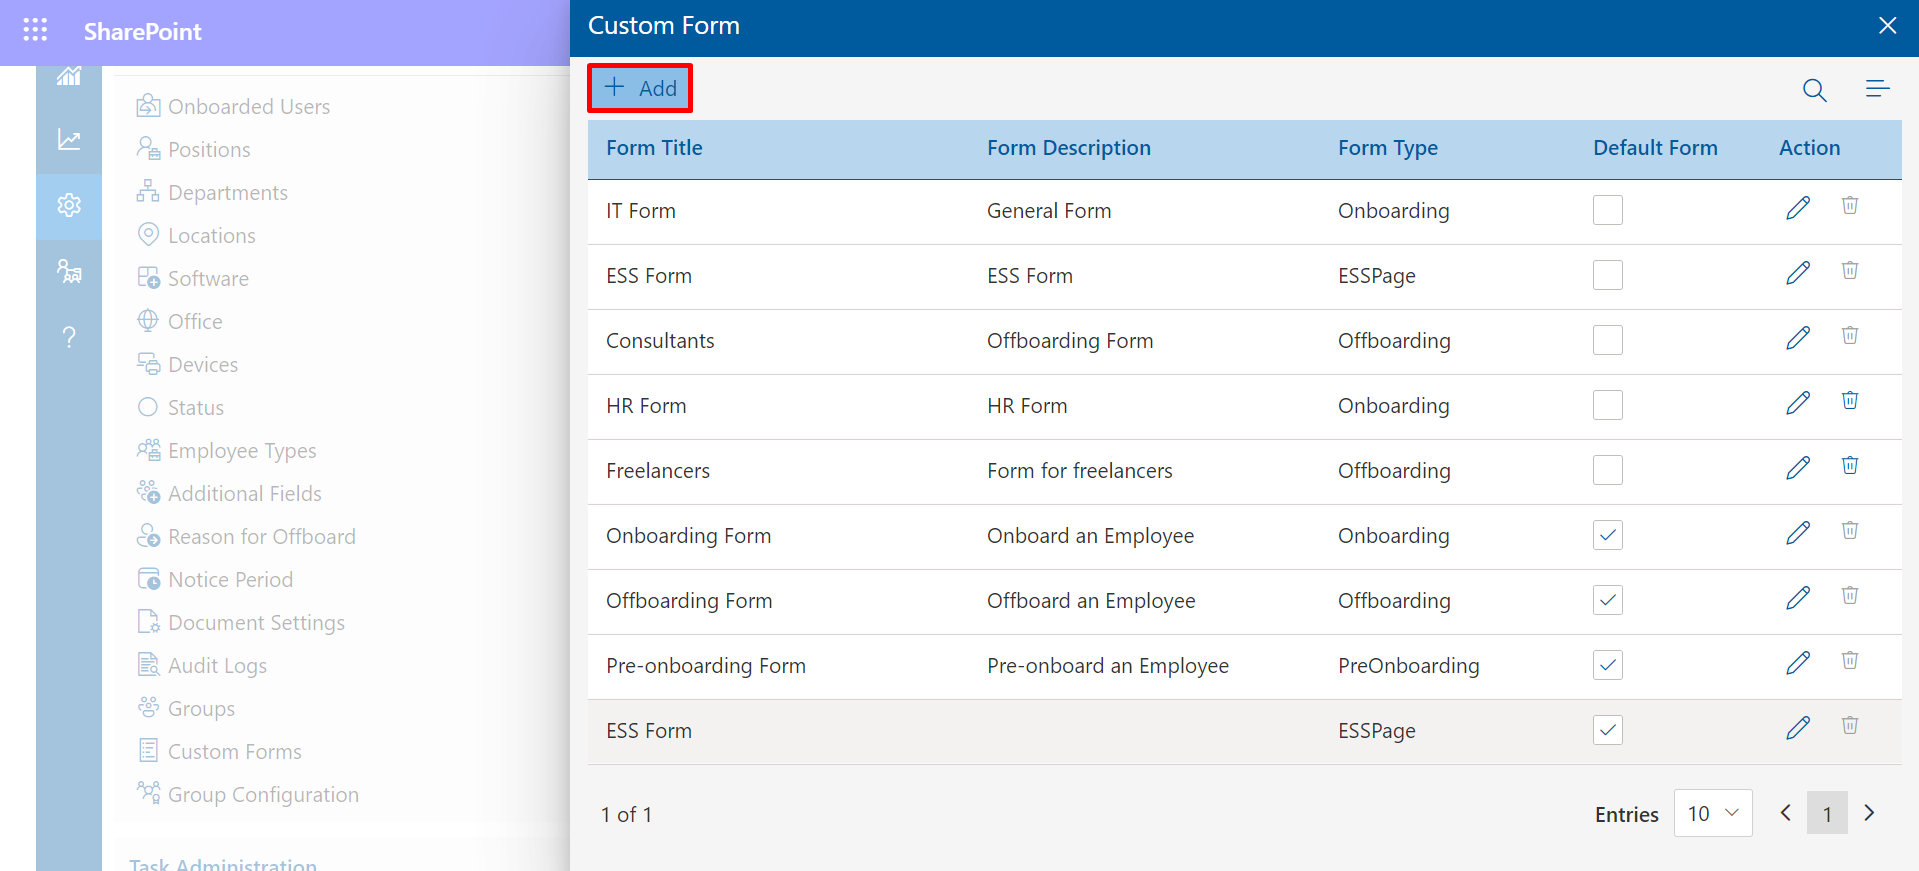 SharePoint
Onboarded Users
Positions
Departments
Locations
Software
Office
Devices
Status
Employee Types
Additional Fields
Reason for Offboard
Notice Period
Document Settings
Audit Logs
Groups
Custom Forms
Group Configuration
Task Administration
Custom Form
+ Add
Form Title Form Description Form Type Default Form Action
IT Form General Form Onboarding
ESS Form ESS Form ESSPage
Consultants Offboarding Form Offboarding
HR Form HR Form Onboarding
Freelancers Form for freelancers Offboarding
Onboarding Form Onboard an Employee Onboarding
Offboarding Form Offboard an Employee Offboarding
Pre-onboarding Form Pre-onboard an Employee PreOnboarding
ESS Form ESSPage
1 of 1 Entries 10 1